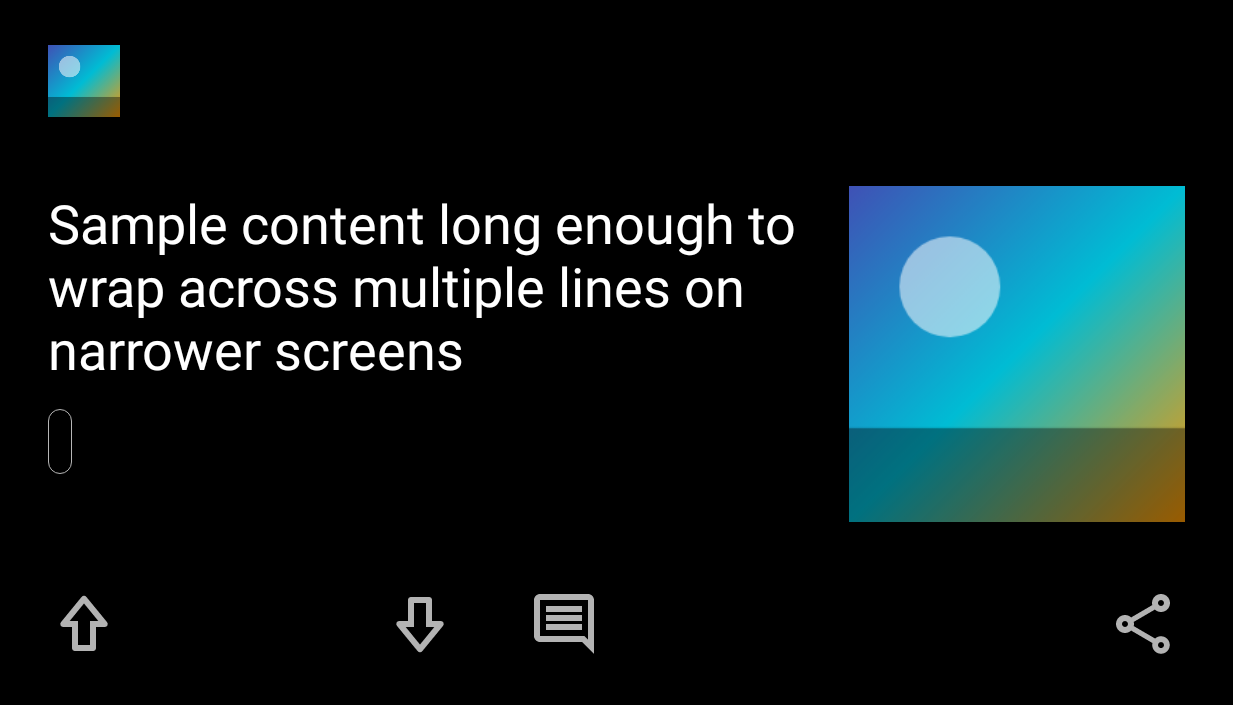 Sample content long enough to
wrap across multiple lines on
narrower screens